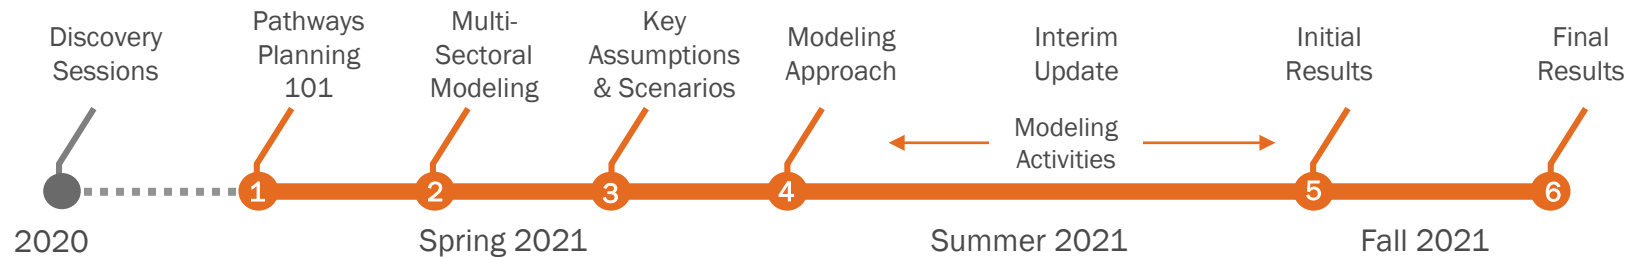 Discovery
Sessions
Pathways
Planning
101
Multi-
Sectoral
Modeling
Key
Assumptions
& Scenarios
Modeling
Approach
Interim
Update
Initial
Results
Final
Results
Modeling
Activities
1
2
3
4
5
6
2020
Spring 2021
Summer 2021
Fall 2021